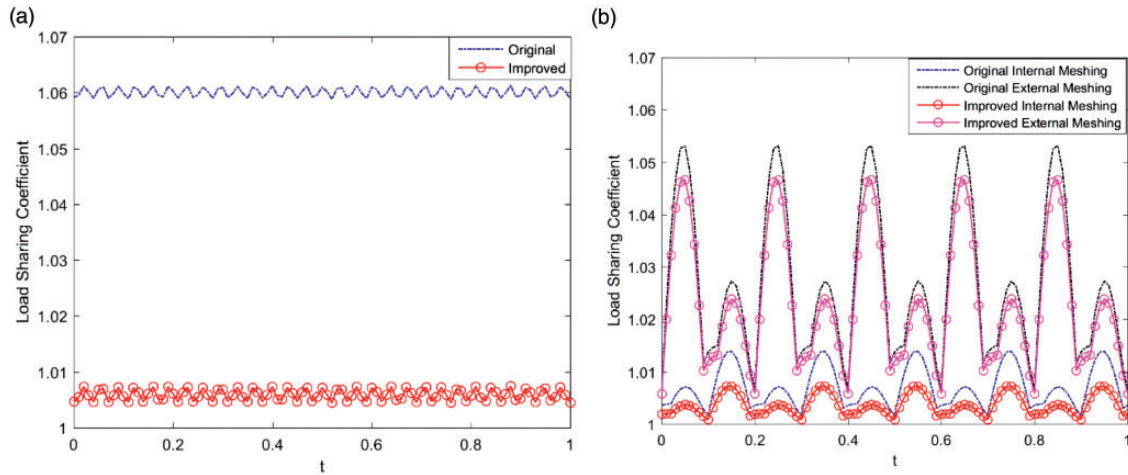 (a)
Load Sharing Coefficient
1.07
1.06
1.05
1.04
1.03
1.02
1.01
1
0
0.2
0.4
0.6
0.8
1
t
Original
Improved
(b)
Load Sharing Coefficient
1.07
1.06
1.05
1.04
1.03
1.02
1.01
1
0
0.2
0.4
0.6
0.8
1
t
Original Internal Meshing
Original External Meshing
Improved Internal Meshing
Improved External Meshing